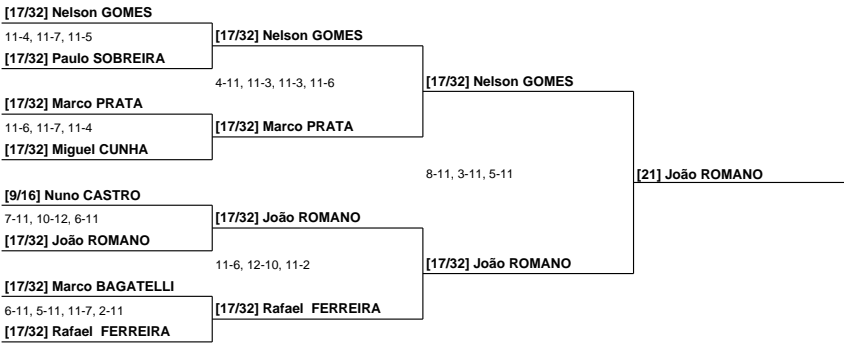 [17/32] Nelson GOMES
11-4, 11-7, 11-5
[17/32] Nelson GOMES
[17/32] Paulo SOBREIRA
4-11, 11-3, 11-3, 11-6
[17/32] Nelson GOMES
[17/32] Marco PRATA
11-6, 11-7, 11-4
[17/32] Marco PRATA
[17/32] Miguel CUNHA
8-11, 3-11, 5-11
[21] João ROMANO
[9/16] Nuno CASTRO
7-11, 10-12, 6-11
[17/32] João ROMANO
[17/32] João ROMANO
11-6, 12-10, 11-2
[17/32] João ROMANO
[17/32] Marco BAGATELLI
6-11, 5-11, 11-7, 2-11
[17/32] Rafael  FERREIRA
[17/32] Rafael  FERREIRA